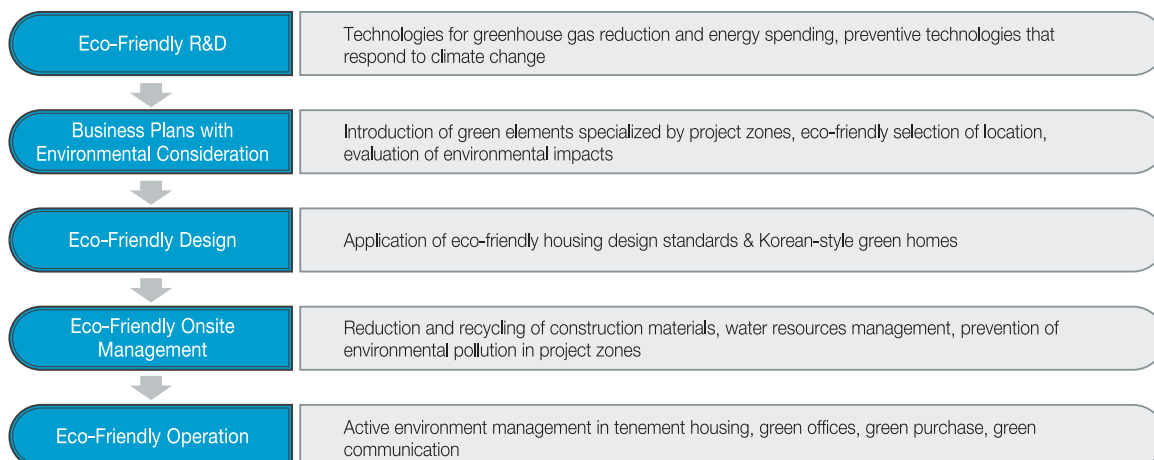 Eco-Friendly R&D
Technologies for greenhouse gas reduction and energy spending, preventive technologies that
respond to climate change
Business Plans with
Environmental Consideration
Introduction of green elements specialized by project zones, eco-friendly selection of location,
evaluation of environmental impacts
Eco-Friendly Design
Application of eco-friendly housing design standards & Korean-style green homes
Eco-Friendly Onsite
Management
Reduction and recycling of construction materials, water resources management, prevention of
environmental pollution in project zones
Eco-Friendly Operation
Active environment management in tenement housing, green offices, green purchase, green
communication